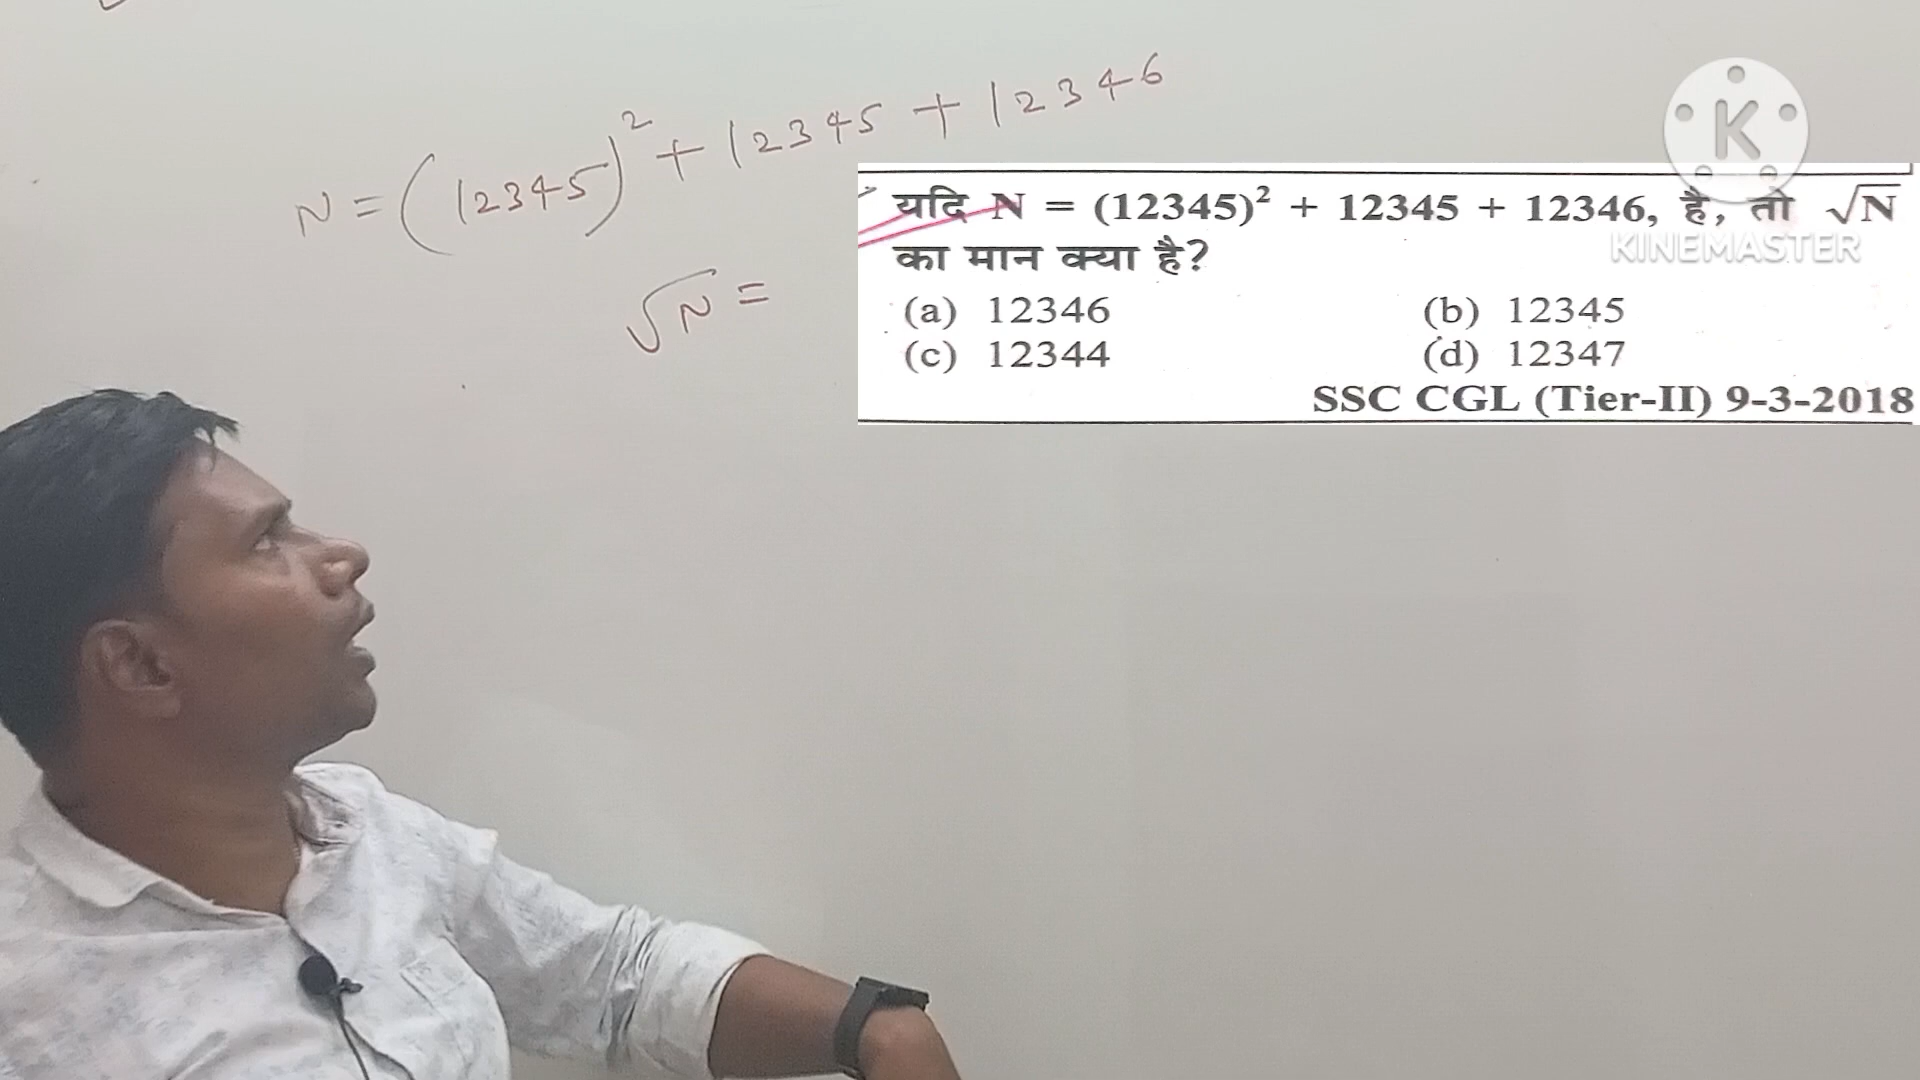 N = (12345)² + 12345 + 12346
√N =
K
यदि N = (12345)² + 12345 + 12346, है, तो √N
KINEMASTER
का मान क्या है?
(a) 12346 (b) 12345
(c) 12344 (d) 12347
SSC CGL (Tier-II) 9-3-2018